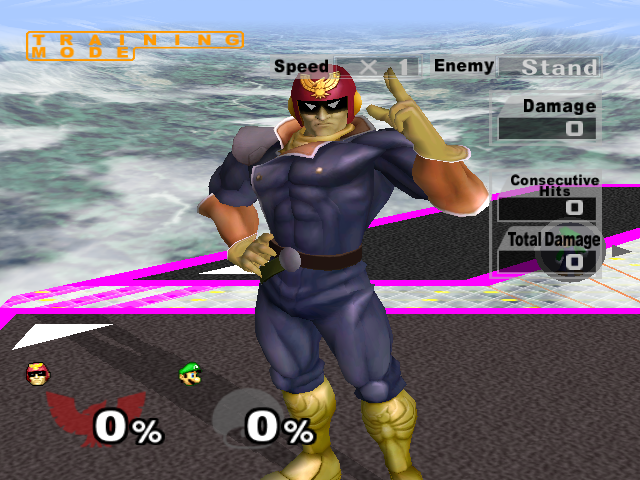 TRAINING
MODE
Speed × 1 Enemy Stand
Damage
0
Consecutive
Hits
0
Total Damage
0
0% 0%